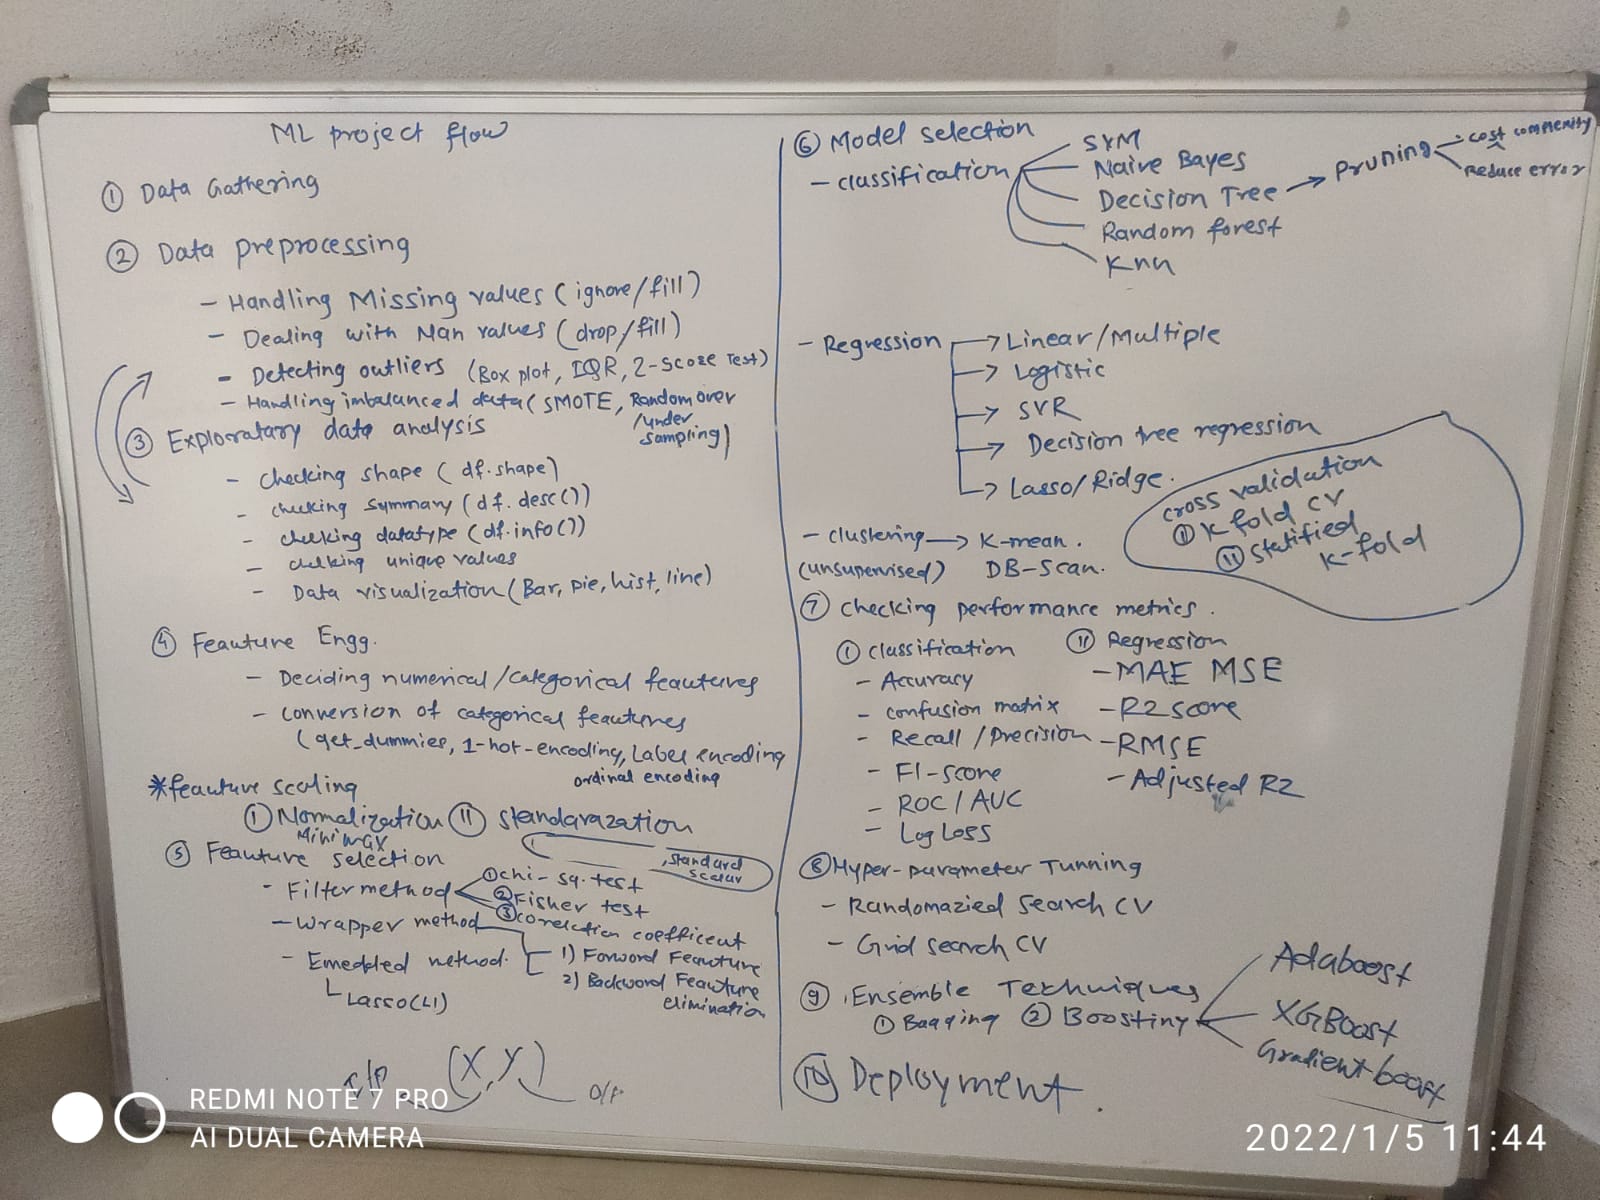 ML project flow
① Data Gathering
② Data preprocessing
- Handling Missing values (ignore/fill)
- Dealing with Nan values (drop/fill)
- Detecting outliers (Box plot, IQR, Z-score Test)
- Handling imbalanced data (SMOTE, Random over
/under
sampling)
③ Exploratary data analysis
- checking shape (df.shape)
- checking summary (df.desc())
- checking datatype (df.info())
- checking unique values
- Data visualization (Bar, pie, hist, line)
④ Feauture Engg.
- Deciding numerical/categorical feautures
- conversion of categorical feautures
(get_dummies, 1-hot-encoding, Label encoding
ordinal encoding
*feauture scaling
① Normalization ⑪ standarazation
Minimax
, standard
scalar
⑤ Feauture selection
- Filter method
① chi-sq. test
② Fisher test
③ corelation coefficent
- Wrapper method
1) Forword Feauture
2) Backword Feauture
elimination
- Emedded method.
Lasso(L1)
I/P (X, Y) O/P
⑥ Model selection
- classification
SVM
Naive Bayes
Decision Tree → Pruning
- cost complexity
reduce error
Random forest
Knn
- Regression → Linear/Multiple
→ Logistic
→ SVR
→ Decision tree regression
→ Lasso/Ridge.
cross validation
① K fold CV
⑪ Statified
K-fold
- clustering → K-mean.
(unsupervised) DB-Scan.
⑦ checking performance metrics.
① classification
- Accuracy
- confusion matrix
- Recall / Precision
- F1-score
- ROC / AUC
- Log Loss
⑪ Regression
- MAE MSE
- R2 score
- RMSE
- Adjusted R2
⑧ Hyper-parameter Tunning
- Randomazied Search CV
- Grid search CV
⑨ .Ensemble Techniques
① Bagging ② Boosting
Adaboost
XGBoost
Gradient boost
⑩ Deployment.
REDMI NOTE 7 PRO
AI DUAL CAMERA
2022/1/5 11:44